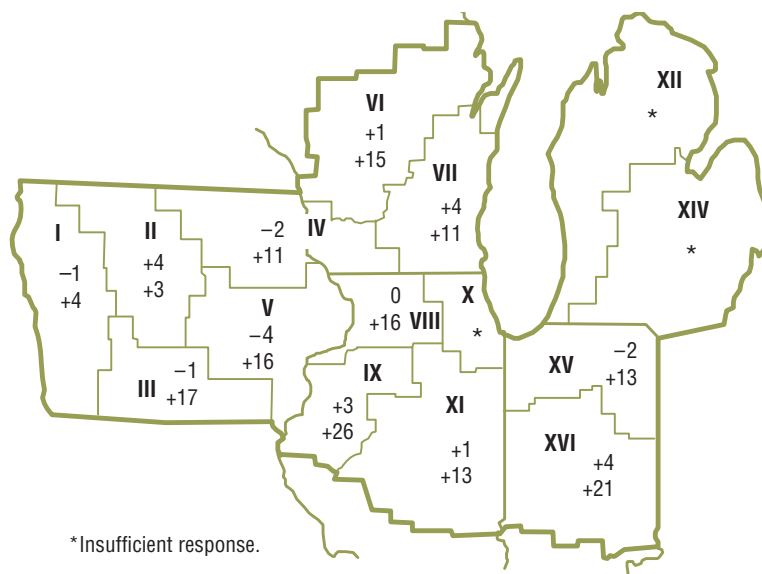 XII
*
VI
+1
+15
VII
+4
+11
XIV
*
I
−1
+4
II
+4
+3
−2
+11
IV
V
−4
+16
0
+16
VIII
X
*
−1
III
+17
IX
+3
+26
XI
+1
+13
−2
XV
+13
XVI
+4
+21
*Insufficient response.